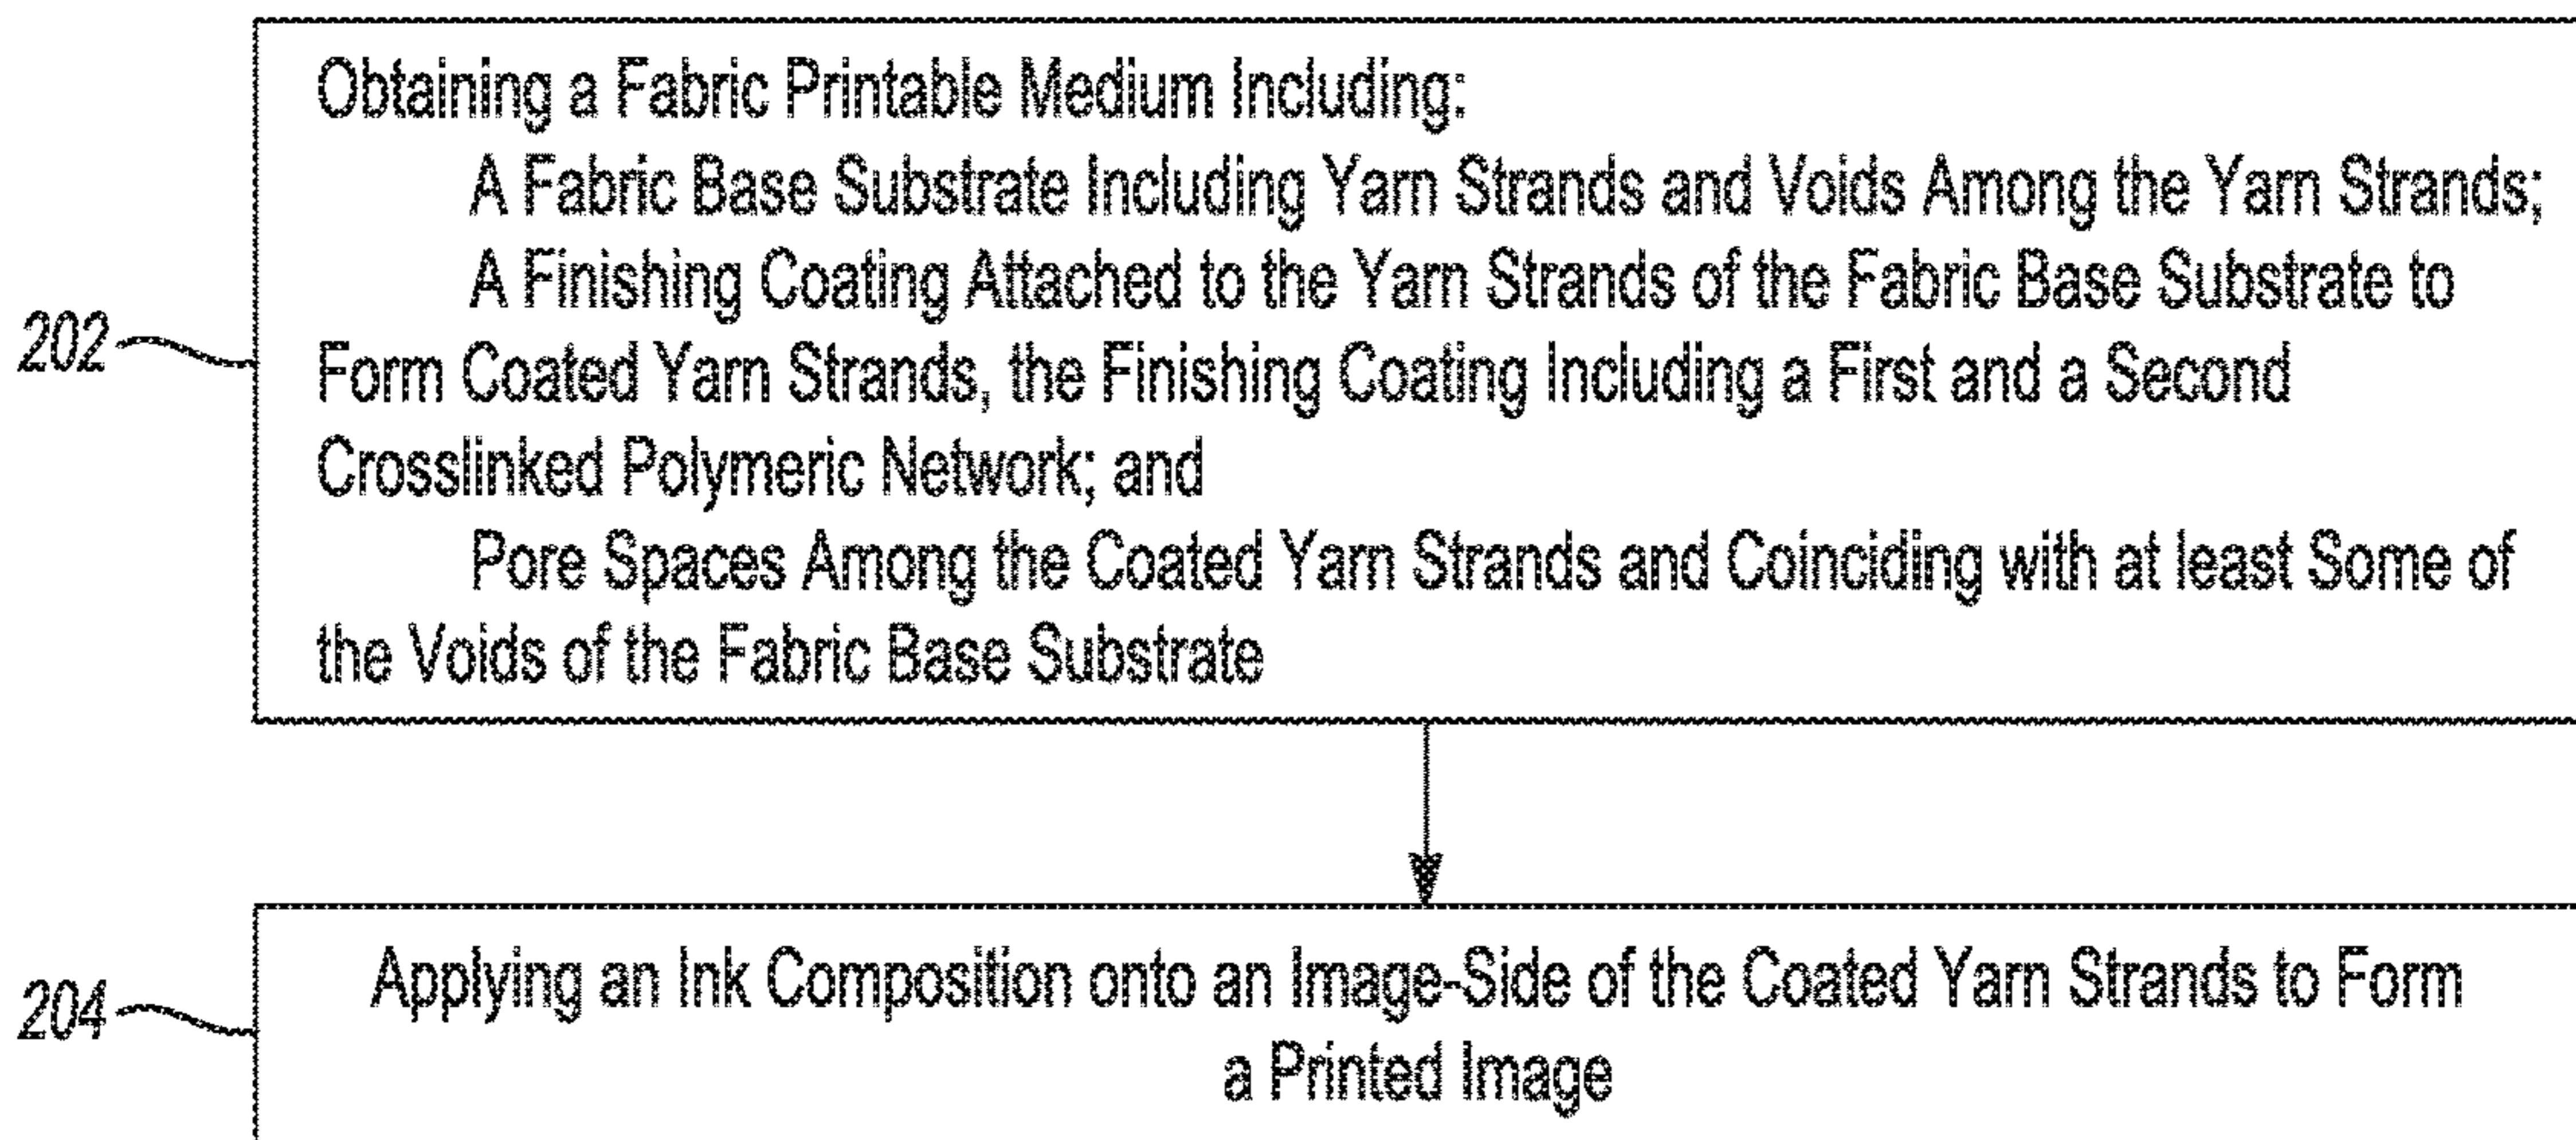 Obtaining a Fabric Printable Medium Including:
A Fabric Base Substrate Including Yarn Strands and Voids Among the Yarn Strands;
A Finishing Coating Attached to the Yarn Strands of the Fabric Base Substrate to
202
Form Coated Yarn Strands, the Finishing Coating Including a First and a Second
Crosslinked Polymeric Network; and
Pore Spaces Among the Coated Yarn Strands and Coinciding with at least Some of
the Voids of the Fabric Base Substrate
204
Applying an Ink Composition onto an Image-Side of the Coated Yarn Strands to Form
a Printed Image